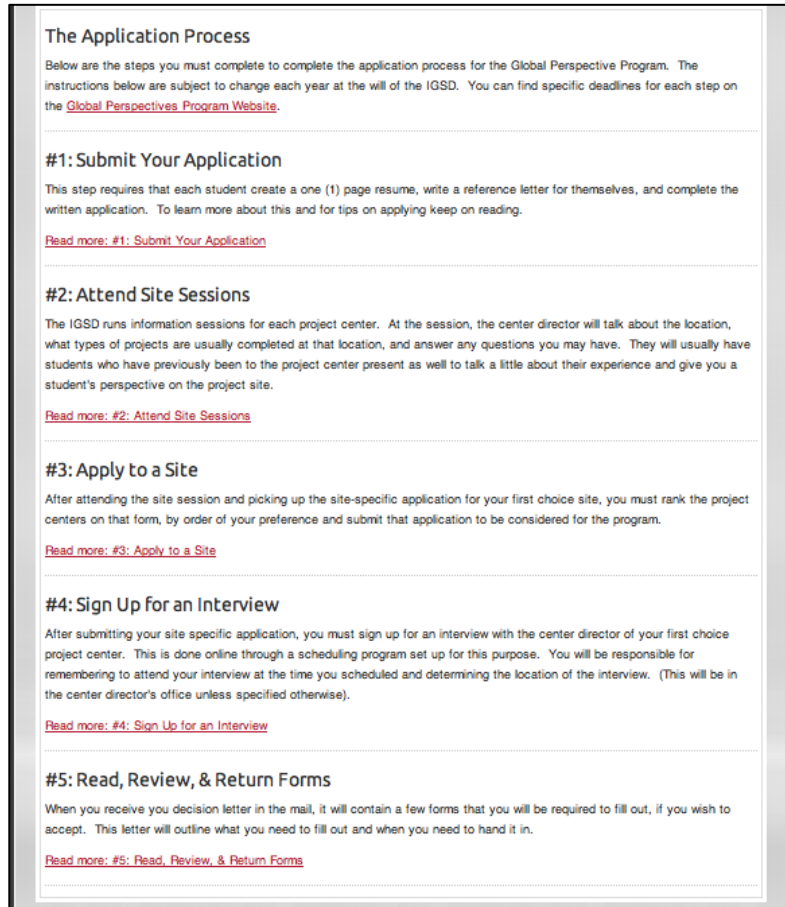 The Application Process
Below are the steps you must complete to complete the application process for the Global Perspective Program. The
instructions below are subject to change each year at the will of the IGSD. You can find specific deadlines for each step on
the Global Perspectives Program Website.
#1: Submit Your Application
This step requires that each student create a one (1) page resume, write a reference letter for themselves, and complete the
written application. To learn more about this and for tips on applying keep on reading.
Read more: #1: Submit Your Application
#2: Attend Site Sessions
The IGSD runs information sessions for each project center. At the session, the center director will talk about the location,
what types of projects are usually completed at that location, and answer any questions you may have. They will usually have
students who have previously been to the project center present as well to talk a little about their experience and give you a
student's perspective on the project site.
Read more: #2: Attend Site Sessions
#3: Apply to a Site
After attending the site session and picking up the site-specific application for your first choice site, you must rank the project
centers on that form, by order of your preference and submit that application to be considered for the program.
Read more: #3: Apply to a Site
#4: Sign Up for an Interview
After submitting your site specific application, you must sign up for an interview with the center director of your first choice
project center. This is done online through a scheduling program set up for this purpose. You will be responsible for
remembering to attend your interview at the time you scheduled and determining the location of the interview. (This will be in
the center director's office unless specified otherwise).
Read more: #4: Sign Up for an Interview
#5: Read, Review, & Return Forms
When you receive you decision letter in the mail, it will contain a few forms that you will be required to fill out, if you wish to
accept. This letter will outline what you need to fill out and when you need to hand it in.
Read more: #5: Read, Review, & Return Forms